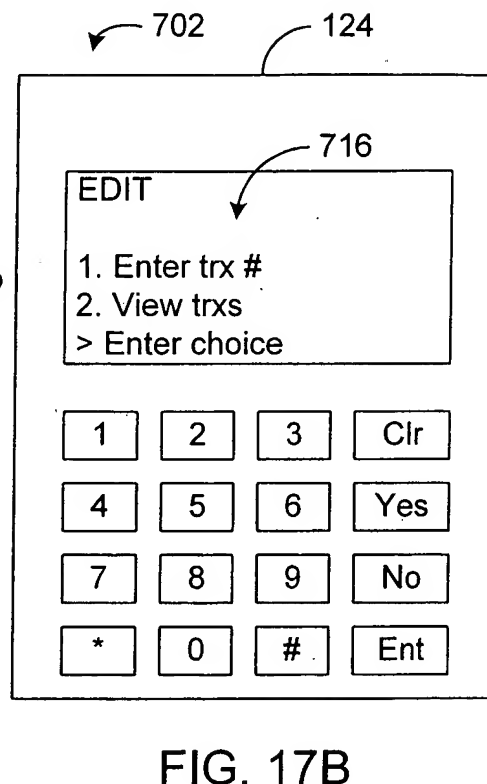 702 124
716
EDIT
1. Enter trx #
2. View trxs
> Enter choice
1 2 3 Clr
4 5 6 Yes
7 8 9 No
* 0 # Ent
FIG. 17B